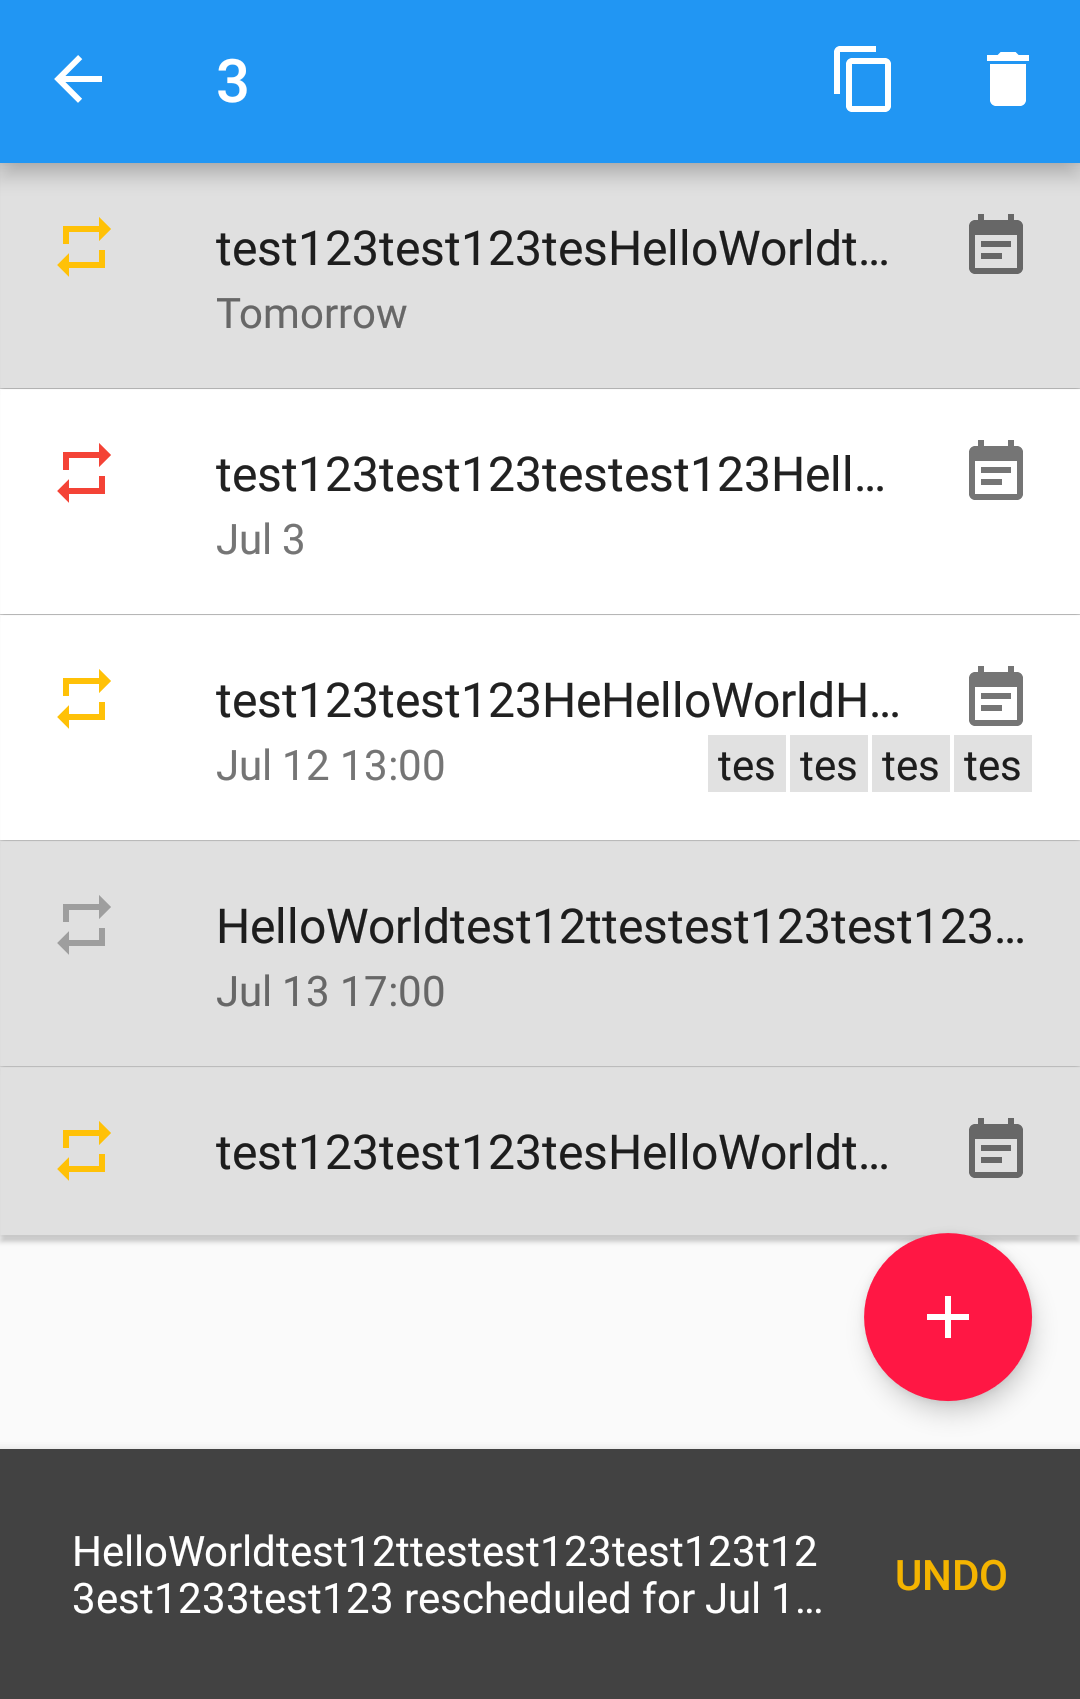 3
test123test123tesHelloWorldt...
Tomorrow
test123test123testest123Hell...
Jul 3
test123test123HeHelloWorldH...
Jul 12 13:00 tes tes tes tes
HelloWorldtest12ttestest123test123...
Jul 13 17:00
test123test123tesHelloWorldt...
HelloWorldtest12ttestest123test123t12
3est1233test123 rescheduled for Jul 1...
UNDO